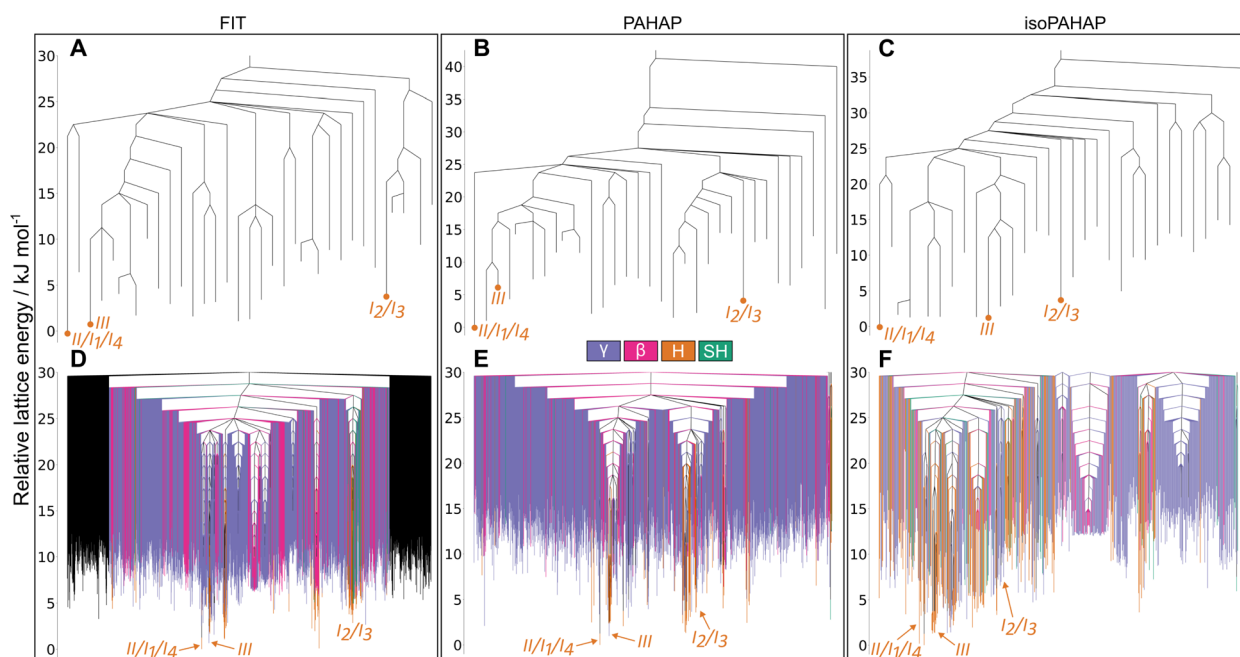 FIT PAHAP isoPAHAP
A B C
Relative lattice energy / kJ mol⁻¹
30
25
20
15
10
5
0
40
35
30
25
20
15
10
5
0
35
30
25
20
15
10
5
0
II/I₁/I₄
III
I₂/I₃
III
II/I₁/I₄
I₂/I₃
II/I₁/I₄
III
I₂/I₃
γ β H SH
D E F
30
25
20
15
10
5
0
30
25
20
15
10
5
0
30
25
20
15
10
5
0
II/I₁/I₄
III
I₂/I₃
II/I₁/I₄
III
I₂/I₃
II/I₁/I₄
III
I₂/I₃